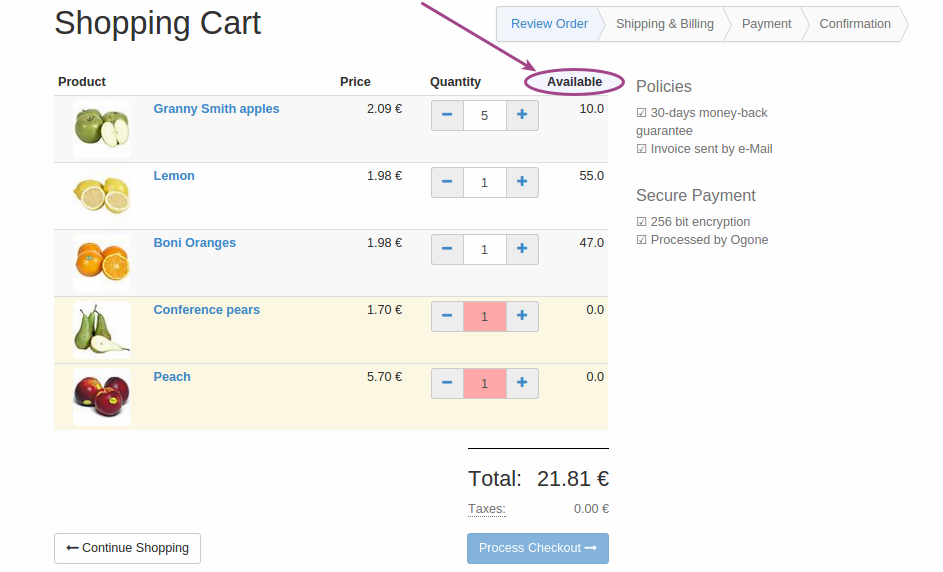 Shopping Cart
Review Order Shipping & Billing Payment Confirmation
Product Price Quantity Available
Granny Smith apples 2.09 € 5 10.0
Lemon 1.98 € 1 55.0
Boni Oranges 1.98 € 1 47.0
Conference pears 1.70 € 1 0.0
Peach 5.70 € 1 0.0
Total: 21.81 €
Taxes: 0.00 €
Continue Shopping Process Checkout
Policies
30-days money-back
guarantee
Invoice sent by e-Mail
Secure Payment
256 bit encryption
Processed by Ogone